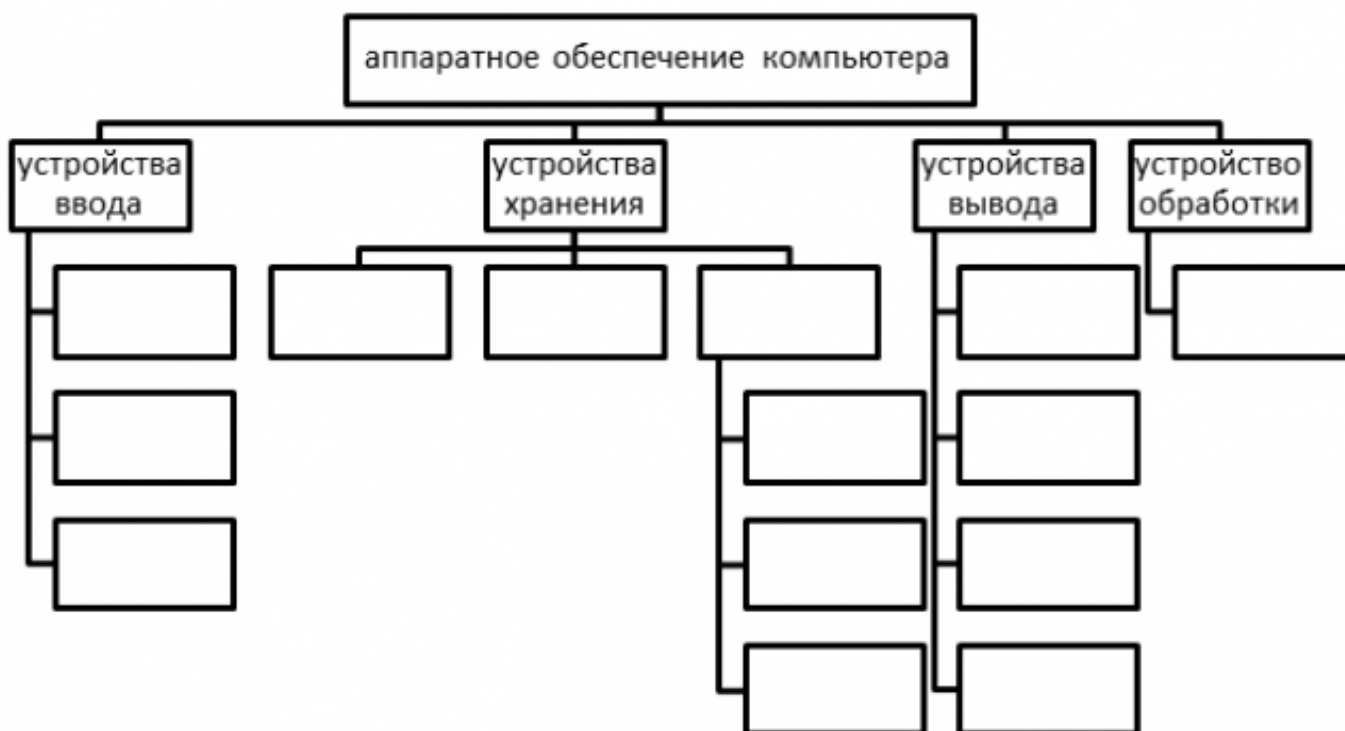 аппаратное обеспечение компьютера
устройства
ввода
устройства
хранения
устройства
вывода
устройство
обработки